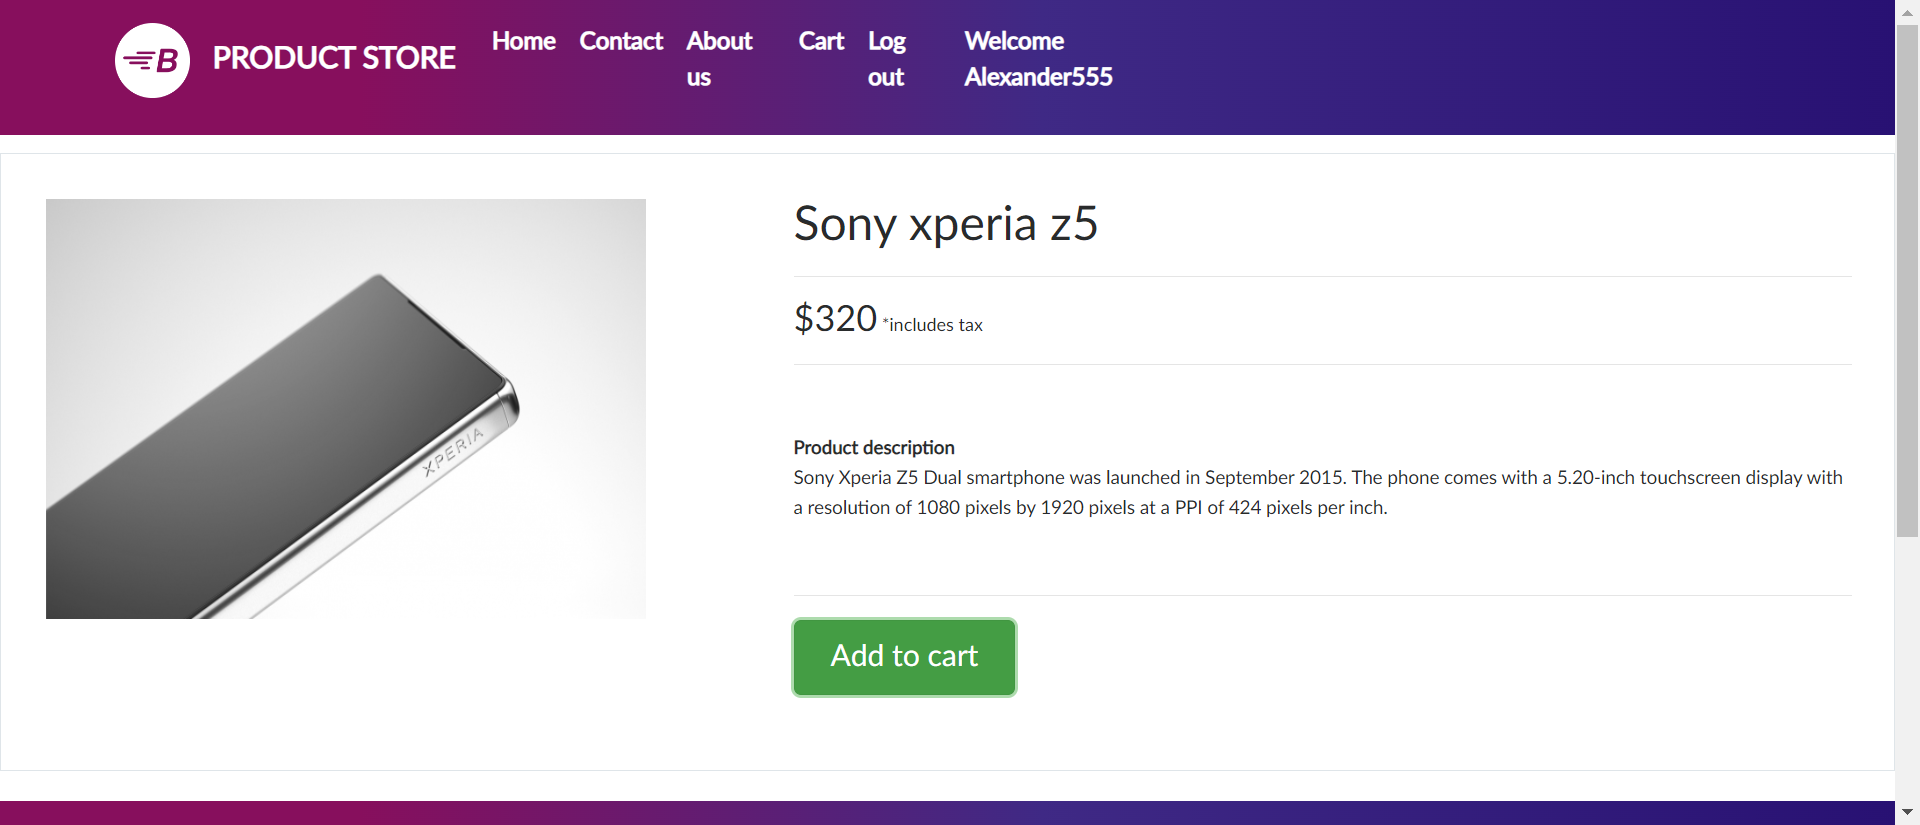 B PRODUCT STORE
Home Contact About us Cart Log out Welcome Alexander555
XPERIA
Sony xperia z5
$320 *includes tax
Product description
Sony Xperia Z5 Dual smartphone was launched in September 2015. The phone comes with a 5.20-inch touchscreen display with
a resolution of 1080 pixels by 1920 pixels at a PPI of 424 pixels per inch.
Add to cart